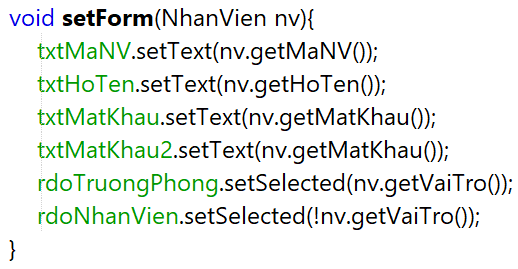 void setForm(NhanVien nv){
txtMaNV.setText(nv.getMaNV());
txtHoTen.setText(nv.getHoTen());
txtMatKhau.setText(nv.getMatKhau());
txtMatKhau2.setText(nv.getMatKhau());
rdoTruongPhong.setSelected(nv.getVaiTro());
rdoNhanVien.setSelected(!nv.getVaiTro());
}